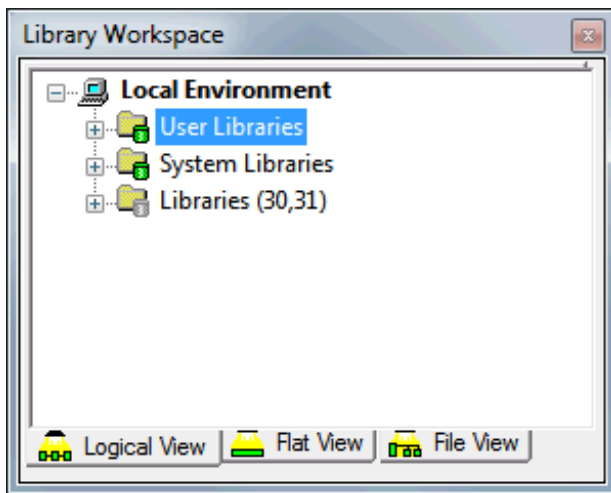 Library Workspace
Local Environment
User Libraries
System Libraries
Libraries (30,31)
Logical View Flat View File View